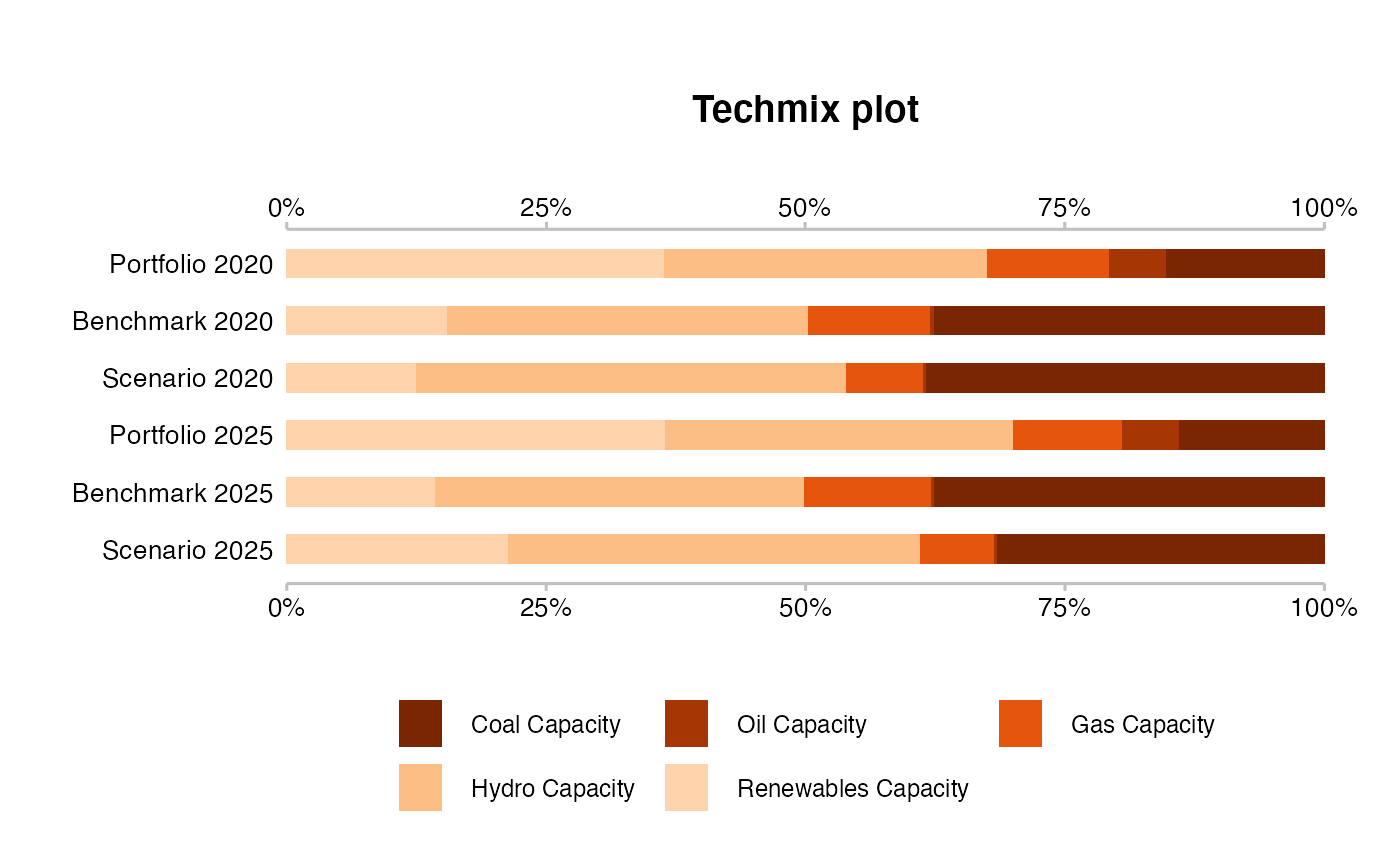 Techmix plot
0% 25% 50% 75% 100%
Portfolio 2020
Benchmark 2020
Scenario 2020
Portfolio 2025
Benchmark 2025
Scenario 2025
0% 25% 50% 75% 100%
Coal Capacity Oil Capacity Gas Capacity
Hydro Capacity Renewables Capacity